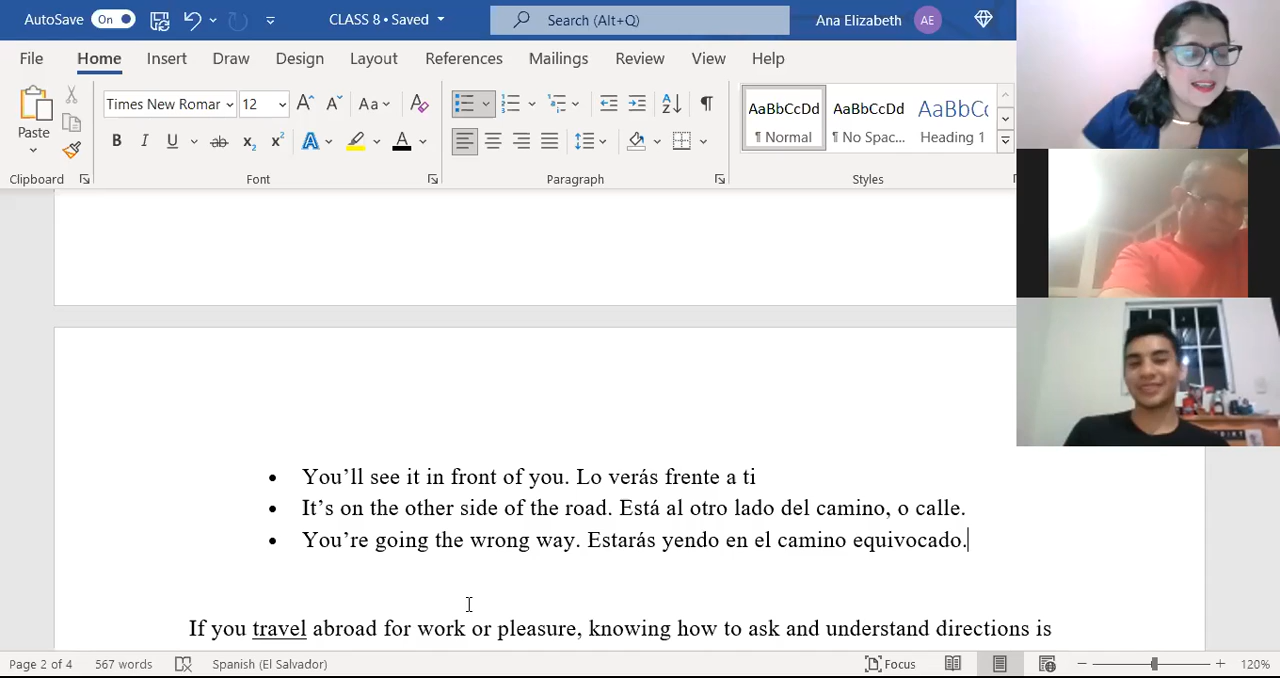 AutoSave On CLASS 8 • Saved Search (Alt+Q) Ana Elizabeth AE
File Home Insert Draw Design Layout References Mailings Review View Help
Paste
Times New Romar 12 Aa
AaBbCcDd AaBbCcDd AaBbCc
¶ Normal ¶ No Spac... Heading 1
Clipboard Font Paragraph Styles
• You’ll see it in front of you. Lo verás frente a ti
• It’s on the other side of the road. Está al otro lado del camino, o calle.
• You’re going the wrong way. Estarás yendo en el camino equivocado.
If you travel abroad for work or pleasure, knowing how to ask and understand directions is
Page 2 of 4 567 words Spanish (El Salvador) Focus 120%